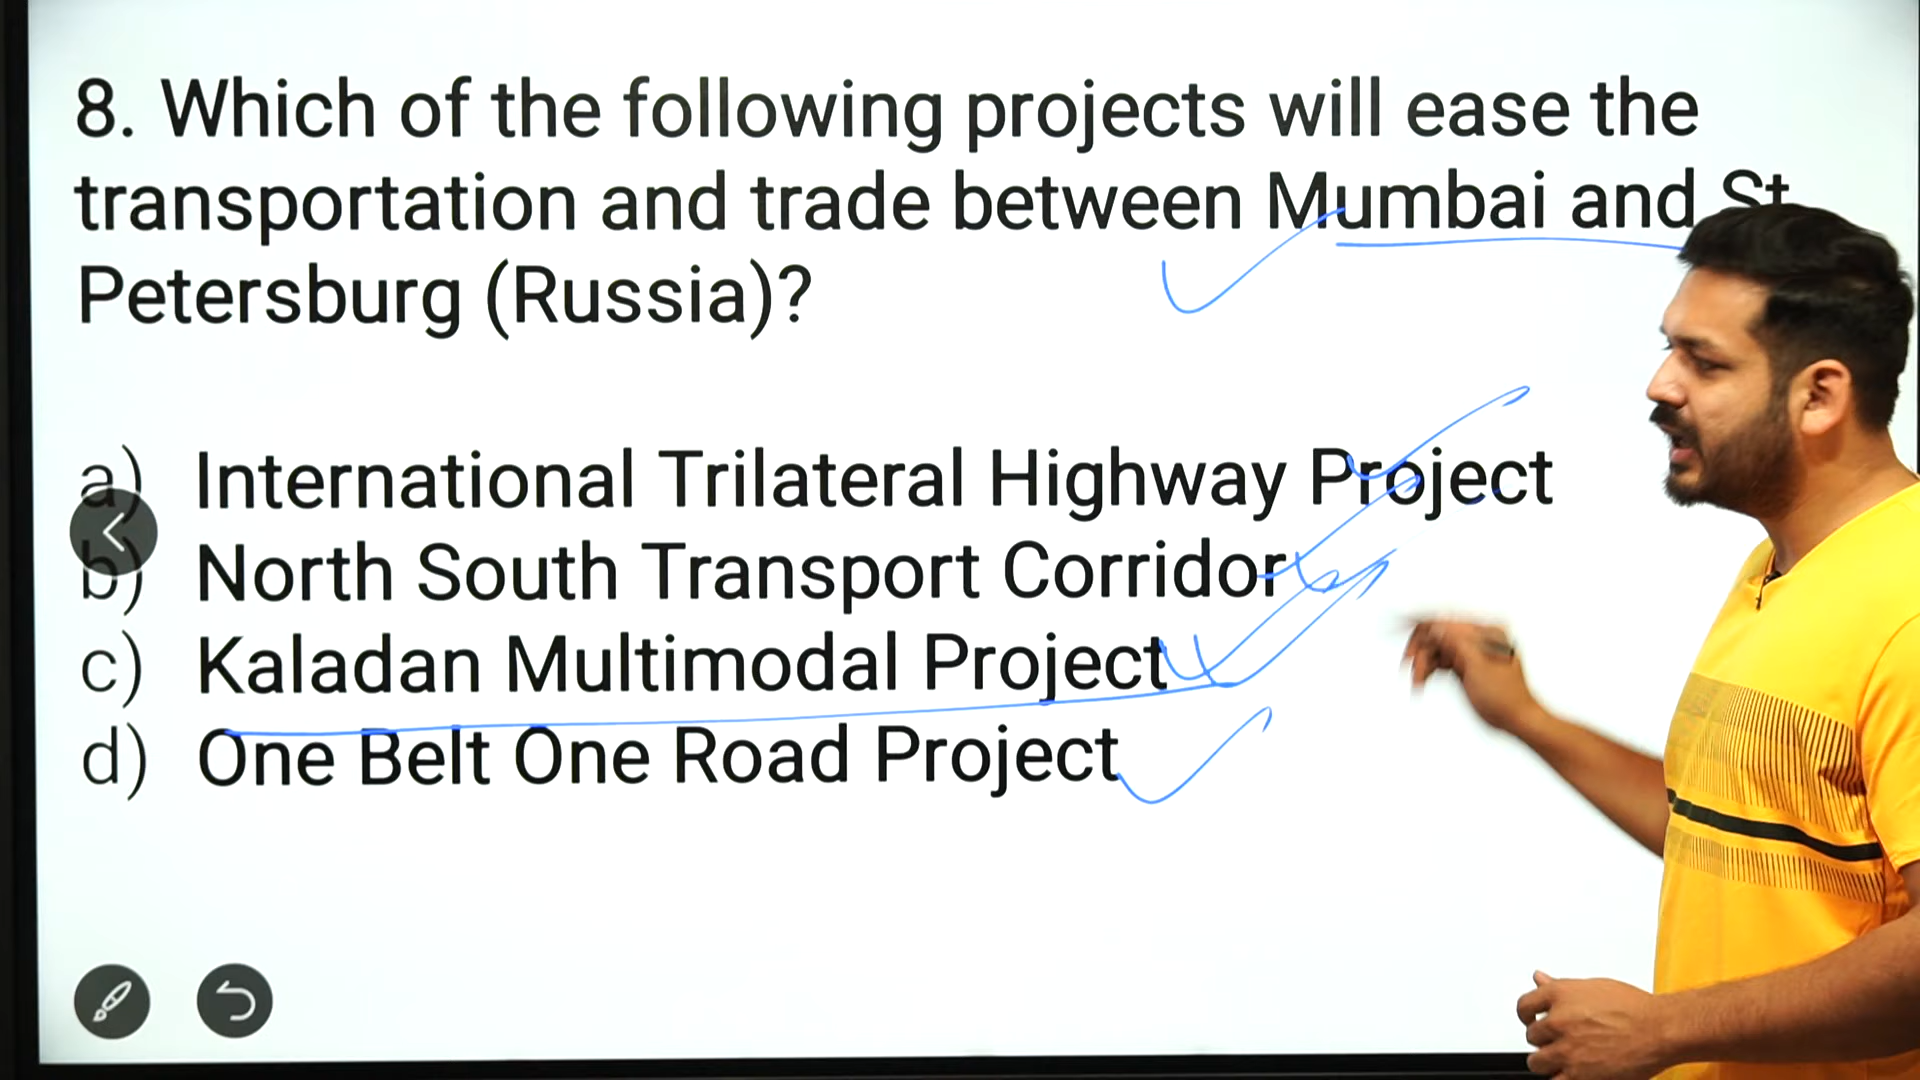 8. Which of the following projects will ease the
transportation and trade between Mumbai and St
Petersburg (Russia)?
a) International Trilateral Highway Project
b) North South Transport Corridor
c) Kaladan Multimodal Project
d) One Belt One Road Project